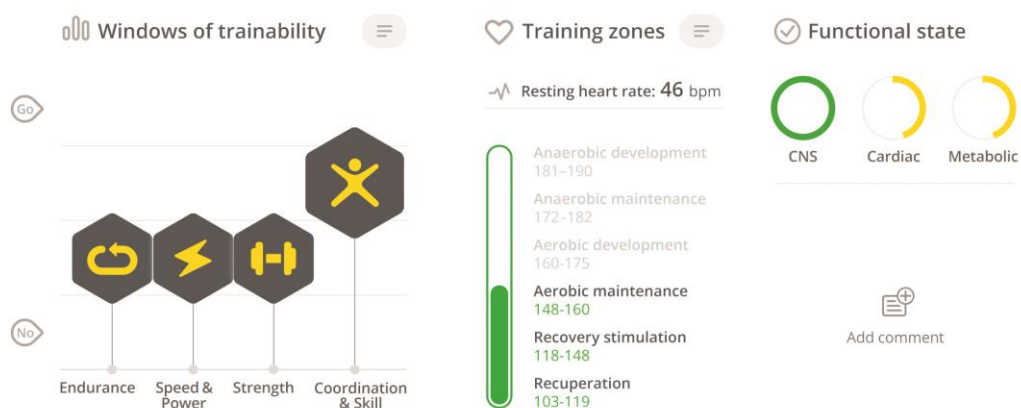 Windows of trainability
Go
No
Endurance
Speed &
Power
Strength
Coordination
& Skill
Training zones
Resting heart rate: 46 bpm
Anaerobic development
181–190
Anaerobic maintenance
172-182
Aerobic development
160-175
Aerobic maintenance
148-160
Recovery stimulation
118-148
Recuperation
103-119
Functional state
CNS
Cardiac
Metabolic
Add comment